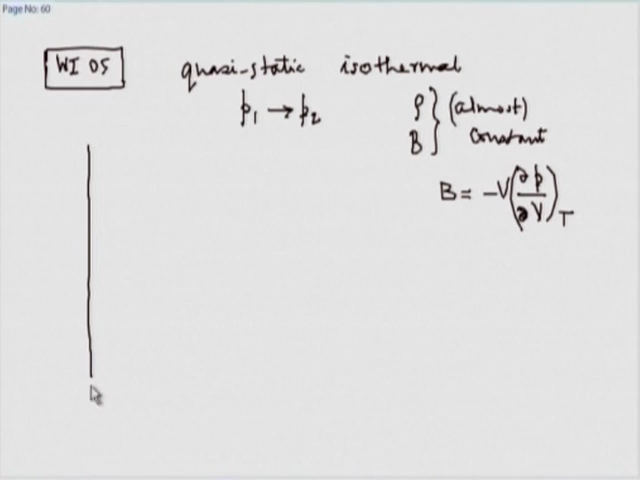 Page No: 60
WI 05 quasi-static isothermal
p₁ → p₂ ρ } (almost)
B } constant
B = -V(∂p/∂V)_T